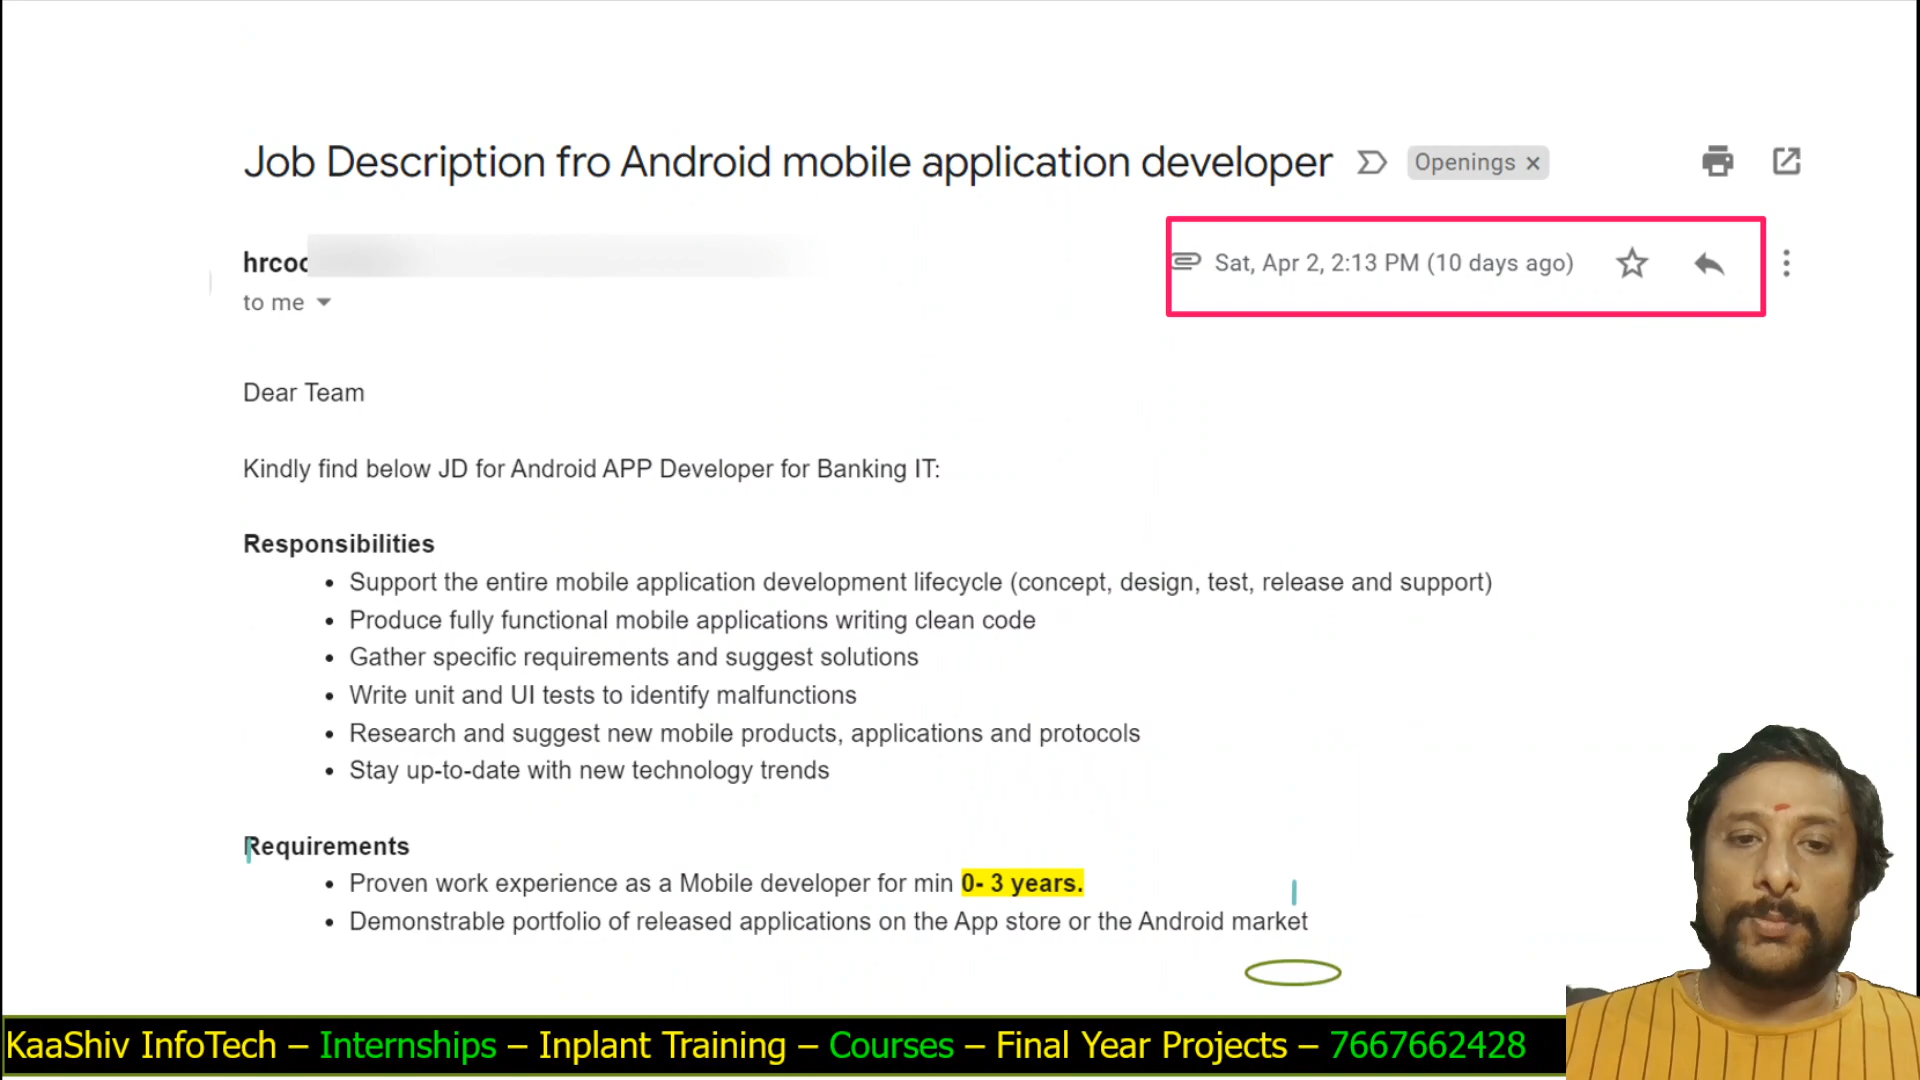 Job Description fro Android mobile application developer Openings ×
hrcoc Sat, Apr 2, 2:13 PM (10 days ago)
to me
Dear Team
Kindly find below JD for Android APP Developer for Banking IT:
Responsibilities
• Support the entire mobile application development lifecycle (concept, design, test, release and support)
• Produce fully functional mobile applications writing clean code
• Gather specific requirements and suggest solutions
• Write unit and UI tests to identify malfunctions
• Research and suggest new mobile products, applications and protocols
• Stay up-to-date with new technology trends
Requirements
• Proven work experience as a Mobile developer for min 0- 3 years.
• Demonstrable portfolio of released applications on the App store or the Android market
KaaShiv InfoTech – Internships – Inplant Training – Courses – Final Year Projects – 7667662428